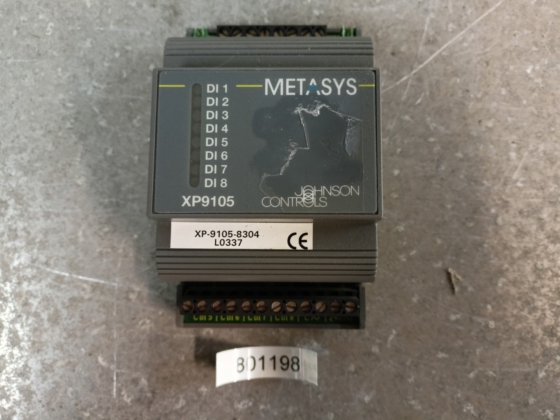 DI 1
METASYS
DI 2
DI 3
DI 4
DI 5
DI 6
DI 7
DI 8
XP9105
JOHNSON
CONTROLS
XP-9105-8304
L0337
CE
801198